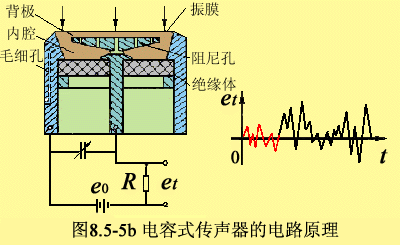 背极
振膜
内腔
毛细孔
阻尼孔
绝缘体
e₀
R
eₜ
eₜ
0
t
图8.5-5b 电容式传声器的电路原理